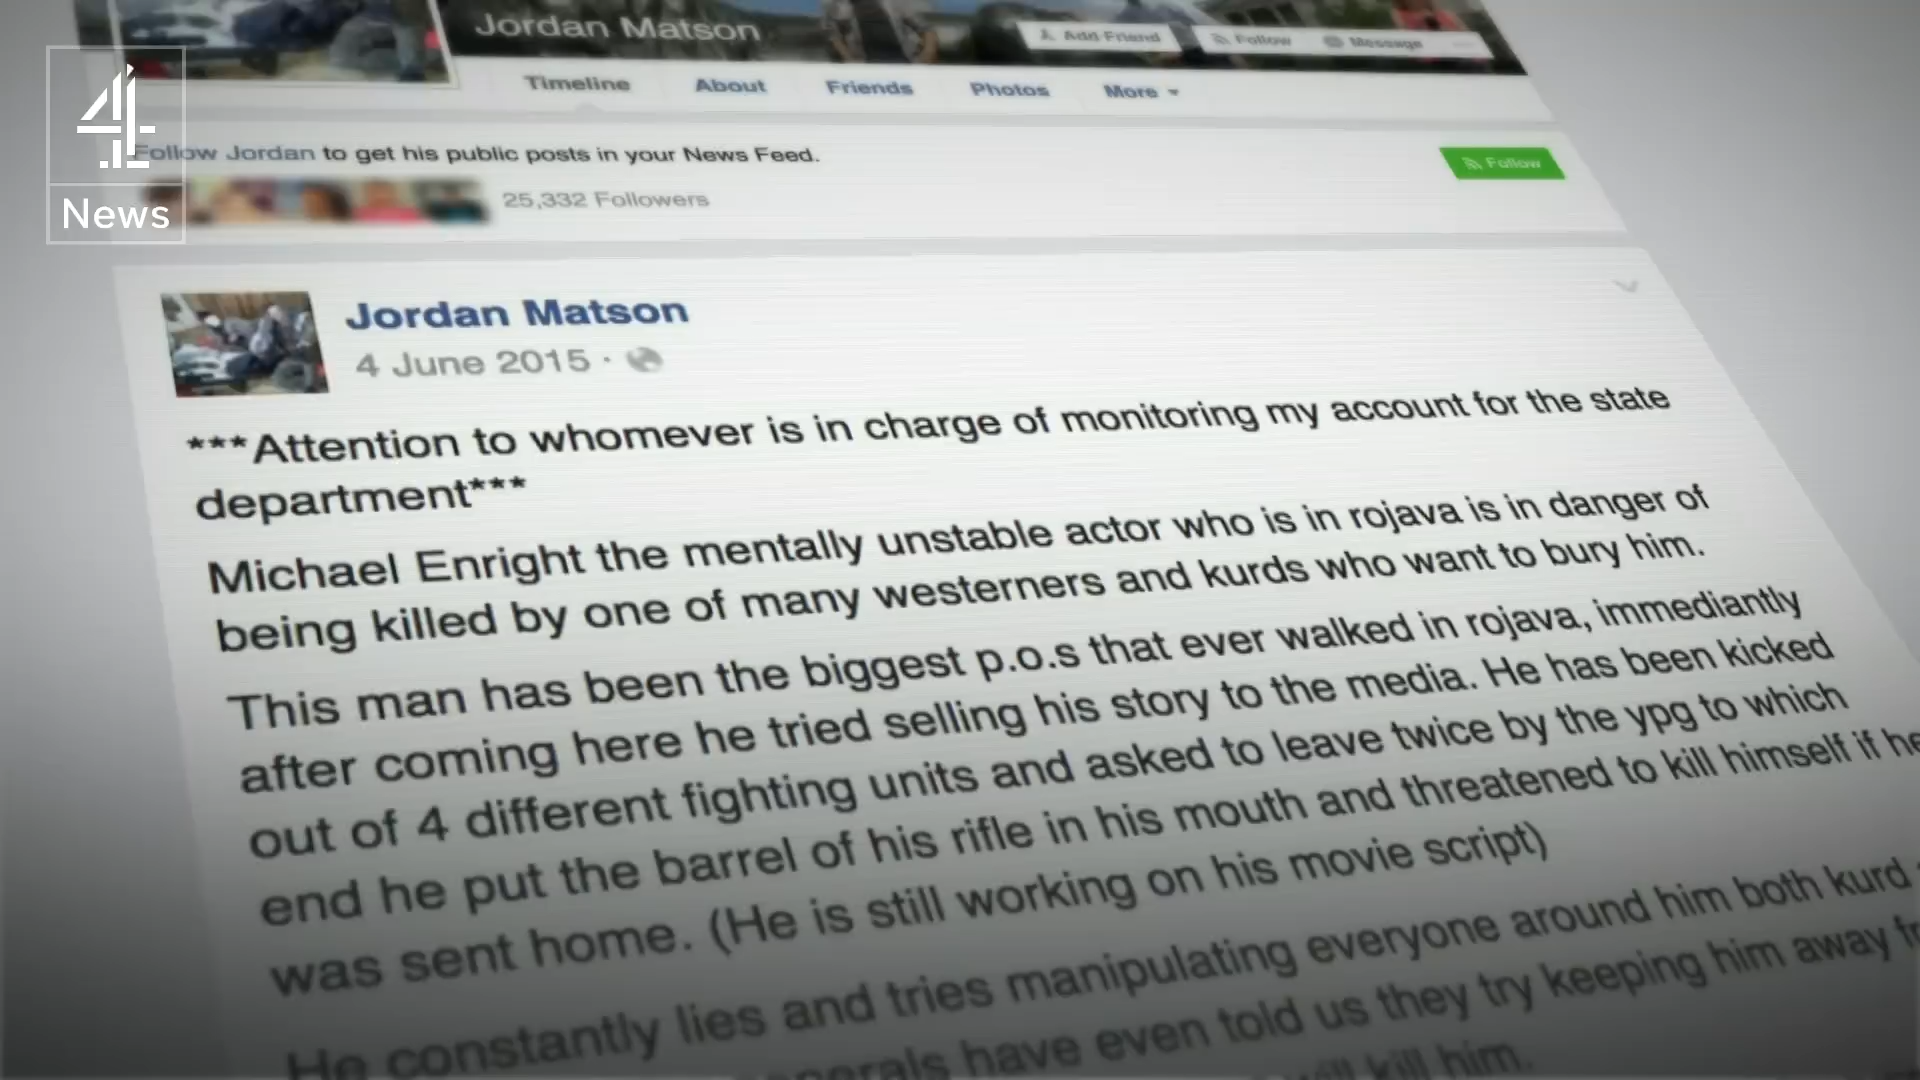 Jordan Matson
Add Friend
Follow
Message
Timeline
About
Friends
Photos
More
4
News
Follow Jordan to get his public posts in your News Feed.
Follow
25,332 Followers
Jordan Matson
4 June 2015 ·
***Attention to whomever is in charge of monitoring my account for the state
department***
Michael Enright the mentally unstable actor who is in rojava is in danger of
being killed by one of many westerners and kurds who want to bury him.
This man has been the biggest p.o.s that ever walked in rojava, immediantly
after coming here he tried selling his story to the media. He has been kicked
out of 4 different fighting units and asked to leave twice by the ypg to which
end he put the barrel of his rifle in his mouth and threatened to kill himself if he
was sent home. (He is still working on his movie script)
He constantly lies and tries manipulating everyone around him both kurd
have even told us they try keeping him away
will kill him.